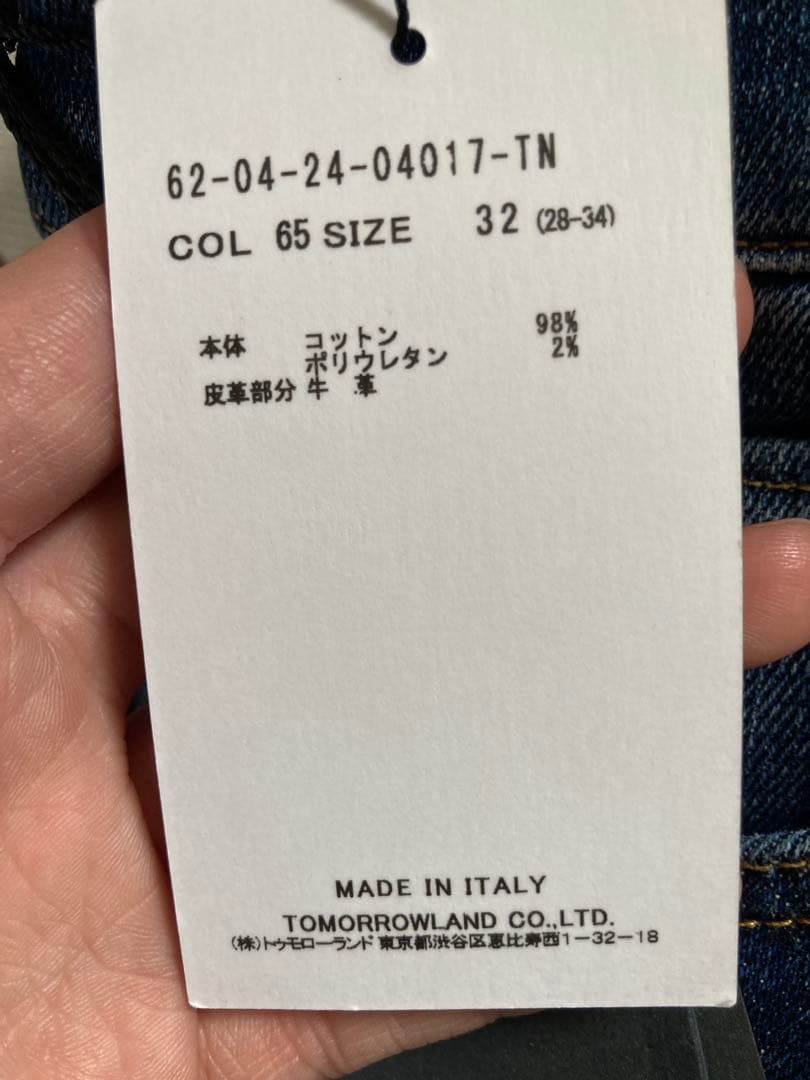 62-04-24-04017-TN
COL 65 SIZE 32 (28-34)
本体 コットン 98%
ポリウレタン 2%
皮革部分 牛 革
MADE IN ITALY
TOMORROWLAND CO.,LTD.
(株)トゥモローランド 東京都渋谷区恵比寿西1-32-18